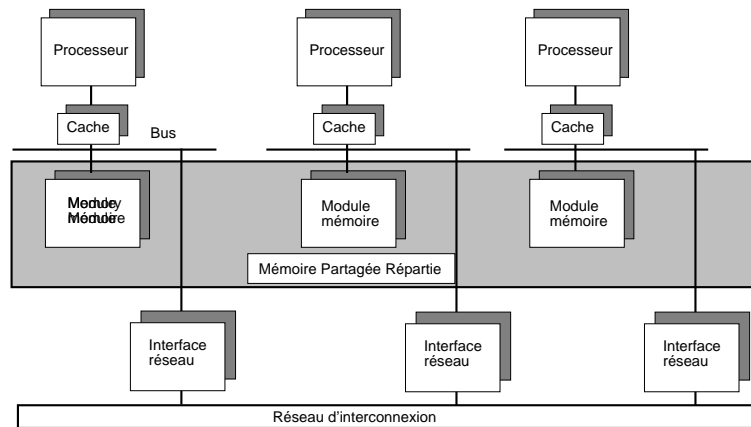 Processeur
Processeur
Processeur
Cache
Cache
Cache
Bus
Module
mémoire
Module
mémoire
Mémoire Partagée Répartie
Interface
réseau
Interface
réseau
Interface
réseau
Réseau d'interconnexion